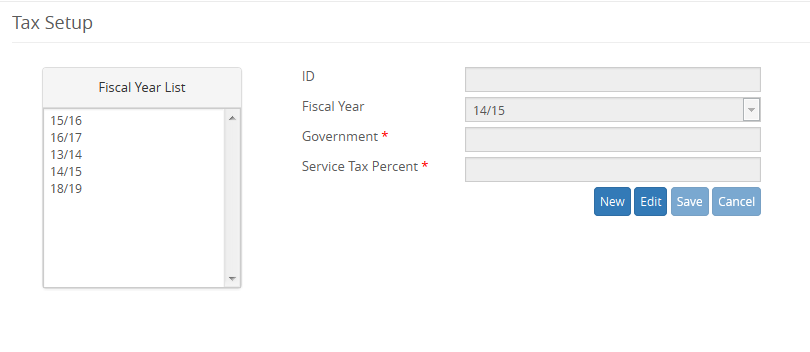 Tax Setup
Fiscal Year List
15/16
16/17
13/14
14/15
18/19
ID
Fiscal Year
14/15
Government *
Service Tax Percent *
New Edit Save Cancel